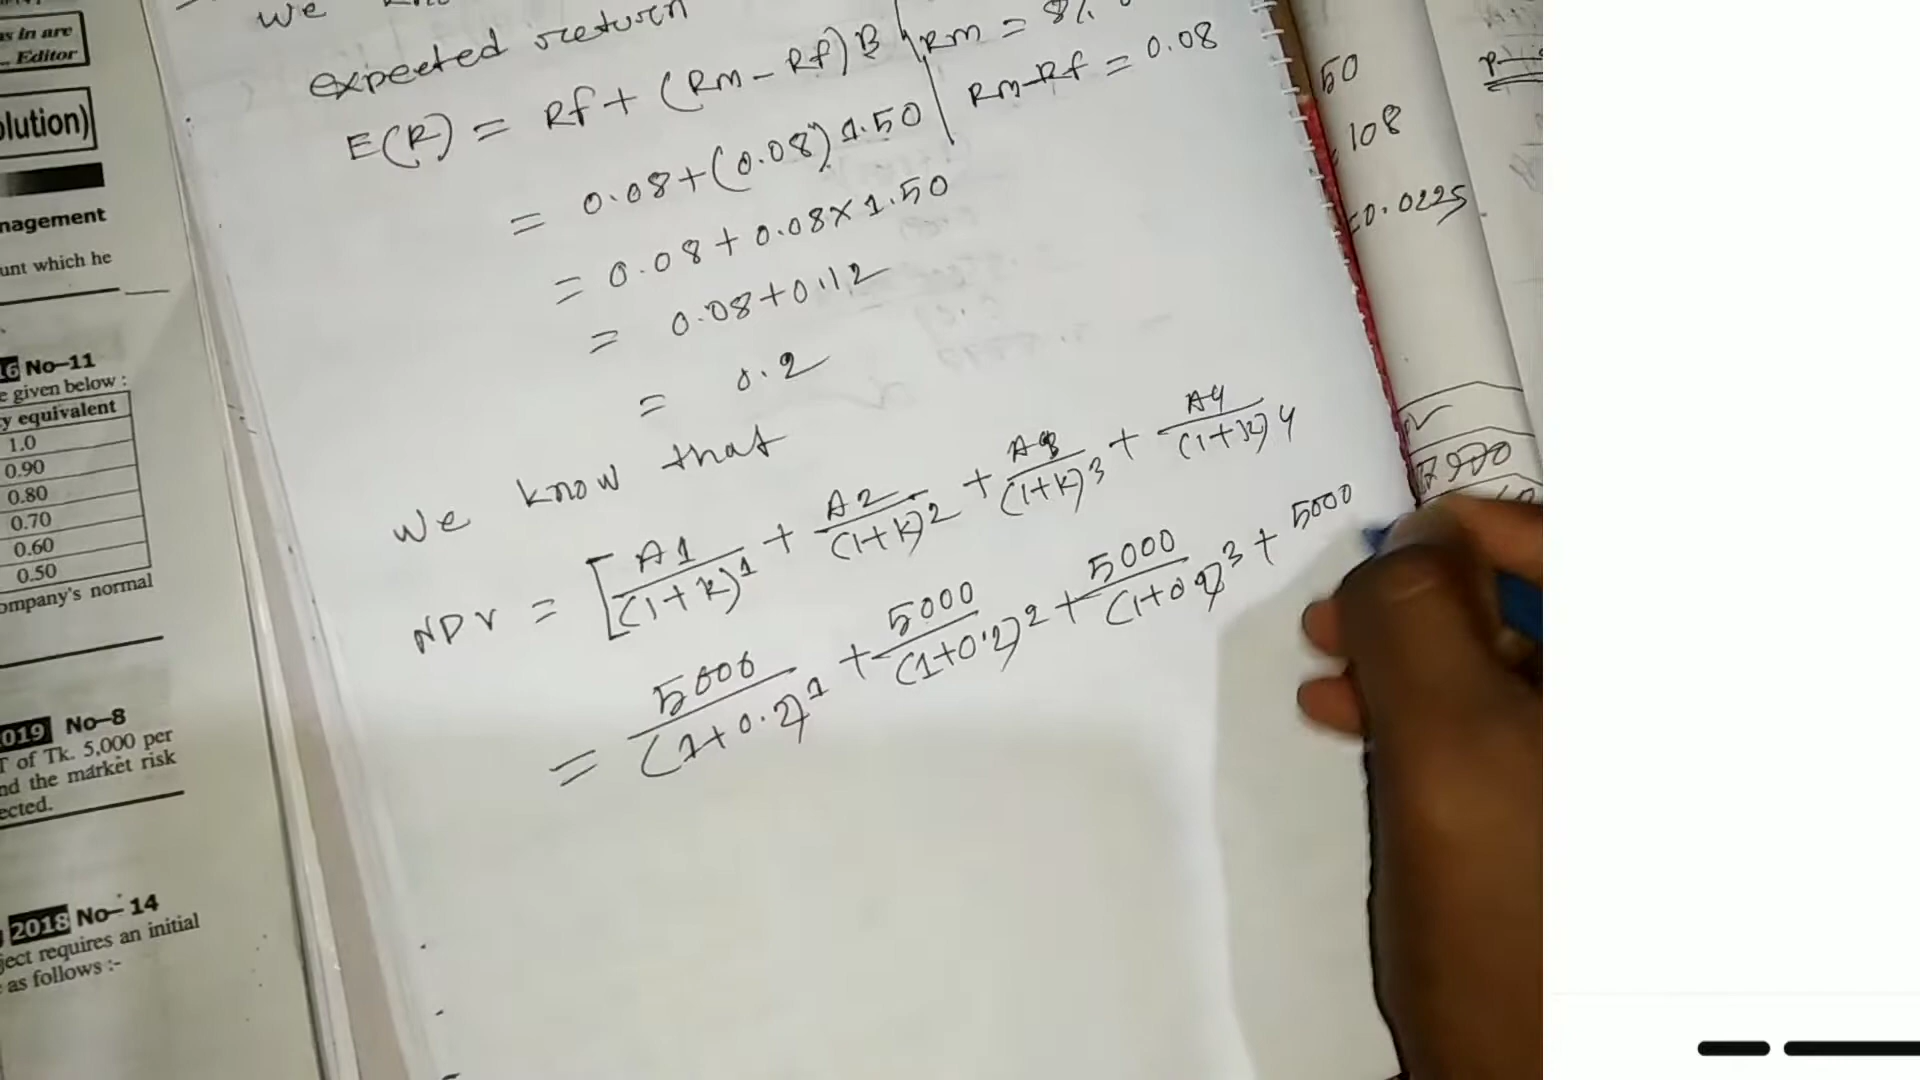 we
expected return
E(R) = Rf + (Rm - Rf) B
Rm = 8%
Rm-Rf = 0.08
= 0.08+(0.08) 1.50
= 0.08 + 0.08 × 1.50
= 0.08+0.12
= 0.2
We know that
NPV = [A1/(1+k)1 + A2/(1+k)2 + A3/(1+k)3 + A4/(1+k)4
= 5000/(1+0.2)1 + 5000/(1+0.2)2 + 5000/(1+0.2)3 + 5000
as in are
Editor
olution)
nagement
unt which he
16 No-11
e given below :
y equivalent
1.0
0.90
0.80
0.70
0.60
0.50
ompany's normal
019 No-8
T of Tk. 5,000 per
nd the market risk
ected.
2018 No-14
ject requires an initial
as follows :-
50
108
=0.0225